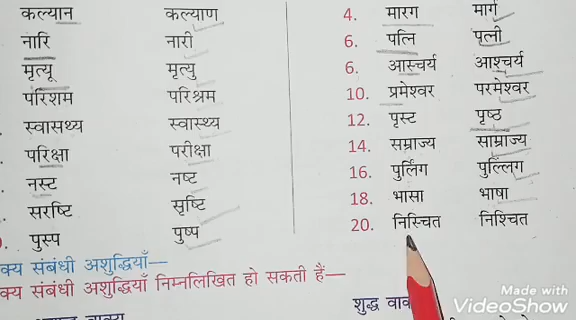 कल्यान कल्याण 4. मारग मार्ग
नारि नारी 6. पत्नि पत्नी
मृत्यू मृत्यु 6. आस्चर्य आश्चर्य
परिशम परिश्रम 10. प्रमेश्वर परमेश्वर
स्वासथ्य स्वास्थ्य 12. पृस्ट पृष्ठ
परिक्षा परीक्षा 14. सम्राज्य साम्राज्य
नस्ट नष्ट 16. पुर्लिंग पुल्लिंग
सरष्टि सृष्टि 18. भासा भाषा
पुस्प पुष्प 20. निस्चित निश्चित
क्य संबंधी अशुद्धियाँ—
क्य संबंधी अशुद्धियाँ निम्नलिखित हो सकती हैं—
शुद्ध वाक
Made with
VideoShow